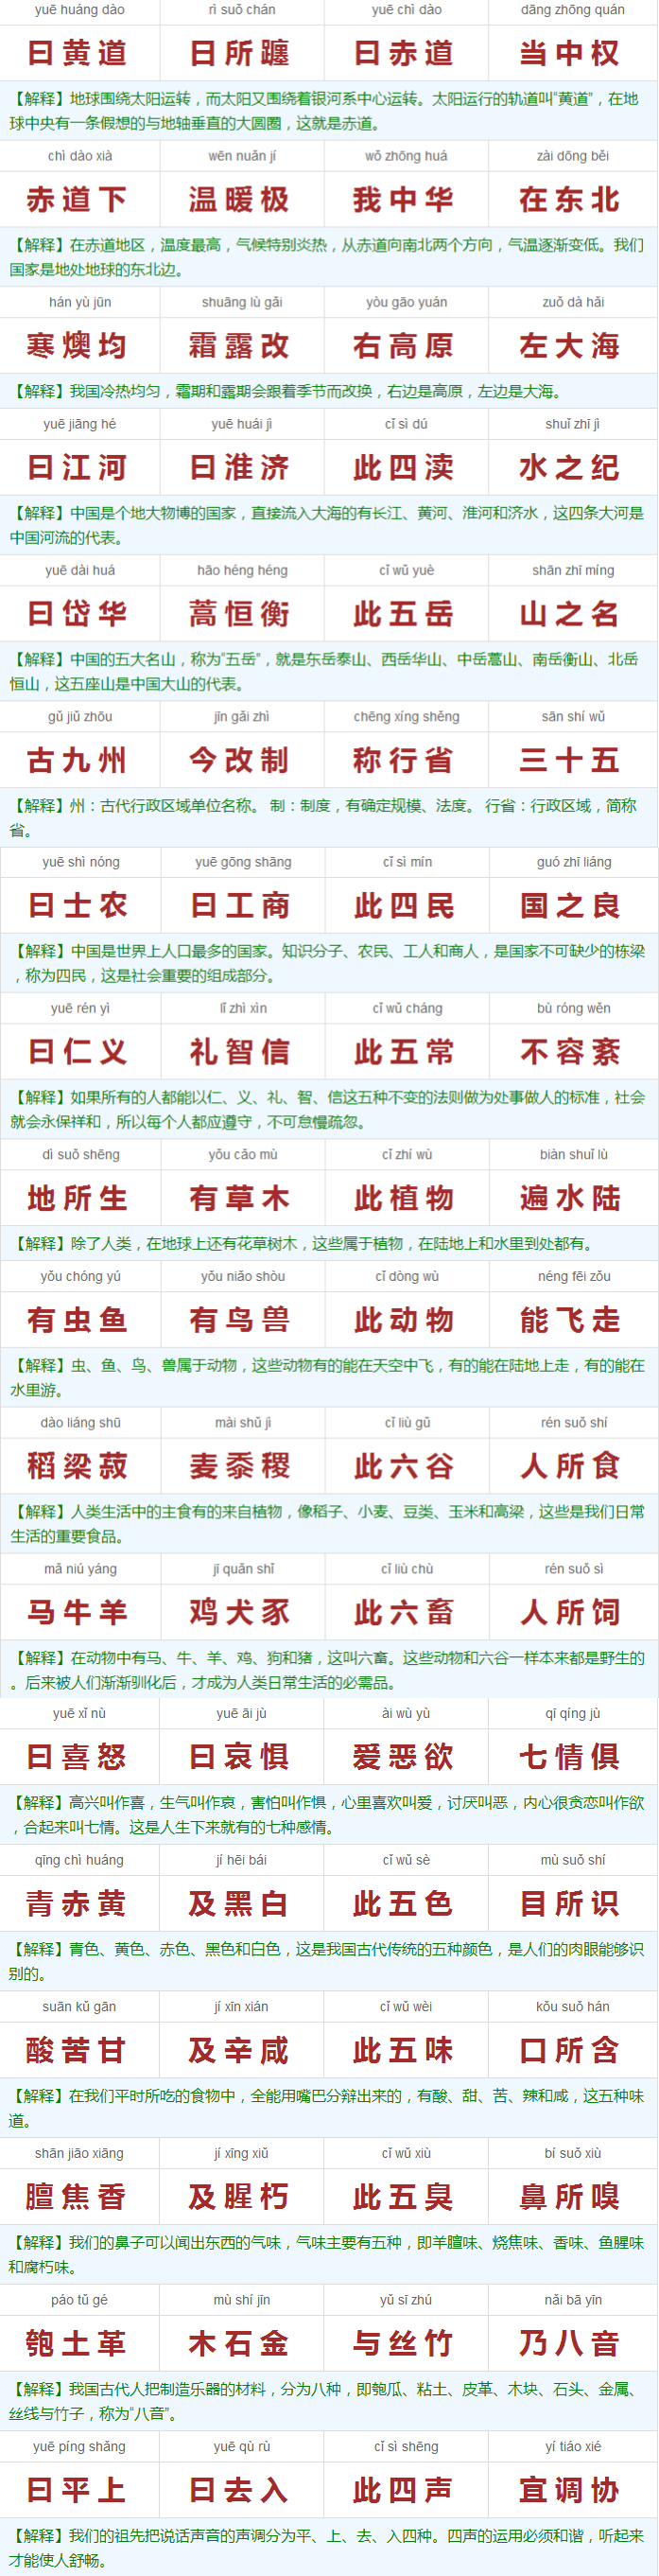 yuē huáng dào rì suǒ chán yuē chì dào dāng zhōng quán
曰黄道 日所躔 曰赤道 当中权
【解释】地球围绕太阳运转，而太阳又围绕着银河系中心运转。太阳运行的轨道叫“黄道”，在地
球中央有一条假想的与地轴垂直的大圆圈，这就是赤道。
chì dào xià wēn nuǎn jí wǒ zhōng huá zài dōng běi
赤道下 温暖极 我中华 在东北
【解释】在赤道地区，温度最高，气候特别炎热，从赤道向南北两个方向，气温逐渐变低。我们
国家是地处地球的东北边。
hán yù jūn shuāng lù gǎi yòu gāo yuán zuǒ dà hǎi
寒燠均 霜露改 右高原 左大海
【解释】我国冷热均匀，霜期和露期会跟着季节而改换，右边是高原，左边是大海。
yuē jiāng hé yuē huái jì cǐ sì dú shuǐ zhī jì
曰江河 曰淮济 此四渎 水之纪
【解释】中国是个地大物博的国家，直接流入大海的有长江、黄河、淮河和济水，这四条大河是
中国河流的代表。
yuē dài huá hāo héng héng cǐ wǔ yuè shān zhī míng
曰岱华 蒿恒衡 此五岳 山之名
【解释】中国的五大名山，称为“五岳”，就是东岳泰山、西岳华山、中岳蒿山、南岳衡山、北岳
恒山，这五座山是中国大山的代表。
gǔ jiǔ zhōu jīn gǎi zhì chēng xíng shěng sān shí wǔ
古九州 今改制 称行省 三十五
【解释】州：古代行政区域单位名称。 制：制度，有确定规模、法度。 行省：行政区域，简称
省。
yuē shì nóng yuē gōng shāng cǐ sì mín guó zhī liáng
曰士农 曰工商 此四民 国之良
【解释】中国是世界上人口最多的国家。知识分子、农民、工人和商人，是国家不可缺少的栋梁
，称为四民，这是社会重要的组成部分。
yuē rén yì lǐ zhì xìn cǐ wǔ cháng bù róng wěn
曰仁义 礼智信 此五常 不容紊
【解释】如果所有的人都能以仁、义、礼、智、信这五种不变的法则做为处事做人的标准，社会
就会永保祥和，所以每个人都应遵守，不可怠慢疏忽。
dì suǒ shēng yǒu cǎo mù cǐ zhí wù biàn shuǐ lù
地所生 有草木 此植物 遍水陆
【解释】除了人类，在地球上还有花草树木，这些属于植物，在陆地上和水里到处都有。
yǒu chóng yú yǒu niǎo shòu cǐ dòng wù néng fēi zǒu
有虫鱼 有鸟兽 此动物 能飞走
【解释】虫、鱼、鸟、兽属于动物，这些动物有的能在天空中飞，有的能在陆地上走，有的能在
水里游。
dào liáng shū mài shǔ jì cǐ liù gǔ rén suǒ shí
稻梁菽 麦黍稷 此六谷 人所食
【解释】人类生活中的主食有的来自植物，像稻子、小麦、豆类、玉米和高梁，这些是我们日常
生活的重要食品。
mǎ niú yáng jī quǎn shǐ cǐ liù chù rén suǒ sì
马牛羊 鸡犬豕 此六畜 人所饲
【解释】在动物中有马、牛、羊、鸡、狗和猪，这叫六畜。这些动物和六谷一样本来都是野生的
。后来被人们渐渐驯化后，才成为人类日常生活的必需品。
yuē xǐ nù yuē āi jù ài wù yù qī qíng jù
曰喜怒 曰哀惧 爱恶欲 七情俱
【解释】高兴叫作喜，生气叫作哀，害怕叫作惧，心里喜欢叫爱，讨厌叫恶，内心很贪恋叫作欲
，合起来叫七情。这是人生下来就有的七种感情。
qīng chì huáng jí hēi bái cǐ wǔ sè mù suǒ shí
青赤黄 及黑白 此五色 目所识
【解释】青色、黄色、赤色、黑色和白色，这是我国古代传统的五种颜色，是人们的肉眼能够识
别的。
suān kǔ gān jí xīn xián cǐ wǔ wèi kǒu suǒ hán
酸苦甘 及辛咸 此五味 口所含
【解释】在我们平时所吃的食物中，全能用嘴巴分辩出来的，有酸、甜、苦、辣和咸，这五种味
道。
shān jiāo xiāng jí xīng xiǔ cǐ wǔ xiù bí suǒ xiù
膻焦香 及腥朽 此五臭 鼻所嗅
【解释】我们的鼻子可以闻出东西的气味，气味主要有五种，即羊膻味、烧焦味、香味、鱼腥味
和腐朽味。
páo tǔ gé mù shí jīn yǔ sī zhú nǎi bā yīn
匏土革 木石金 与丝竹 乃八音
【解释】我国古代人把制造乐器的材料，分为八种，即匏瓜、粘土、皮革、木块、石头、金属、
丝线与竹子，称为“八音”。
yuē píng shǎng yuē qù rù cǐ sì shēng yí tiáo xié
曰平上 曰去入 此四声 宜调协
【解释】我们的祖先把说话声音的声调分为平、上、去、入四种。四声的运用必须和谐，听起来
才能使人舒畅。